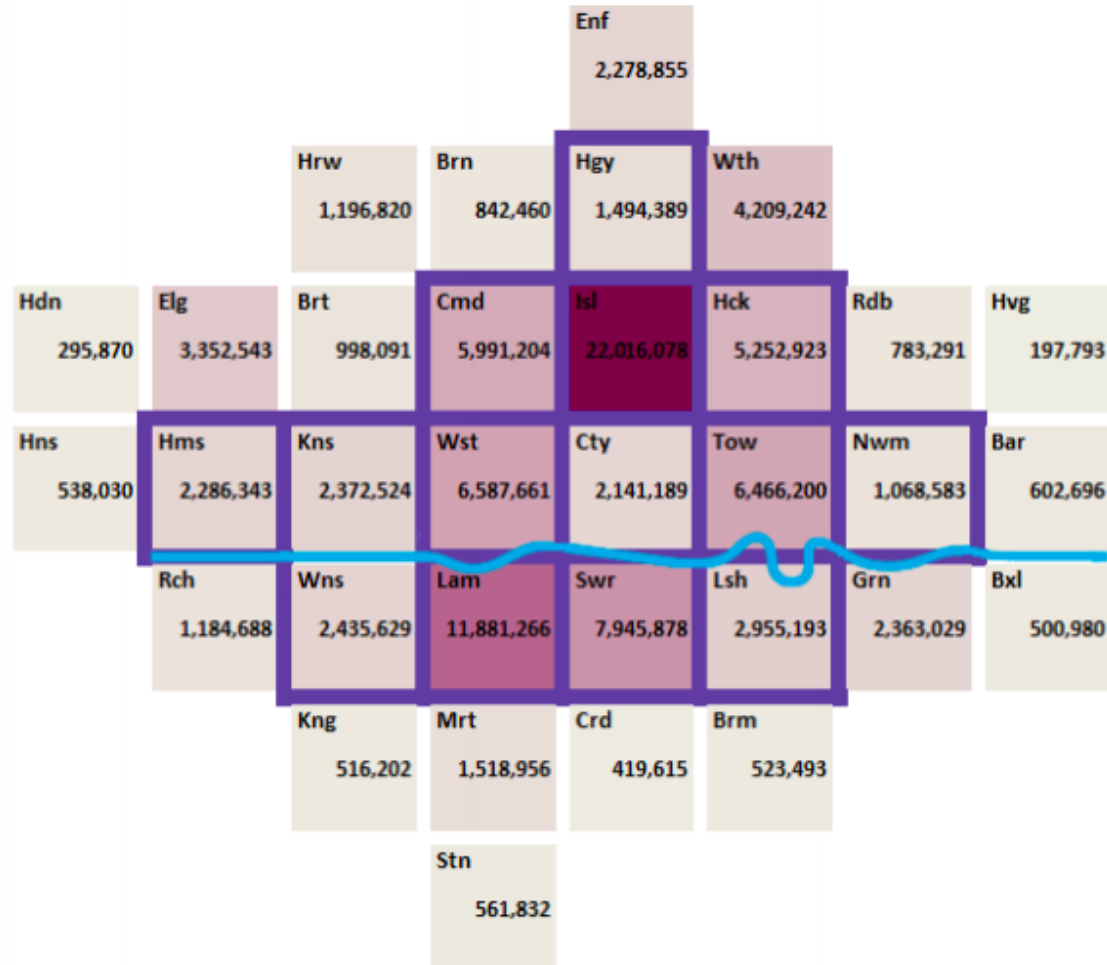 Enf
2,278,855
Hrw Brn Hgy Wth
1,196,820 842,460 1,494,389 4,209,242
Hdn Elg Brt Cmd Isl Hck Rdb Hvg
295,870 3,352,543 998,091 5,991,204 22,016,078 5,252,923 783,291 197,793
Hns Hms Kns Wst Cty Tow Nwm Bar
538,030 2,286,343 2,372,524 6,587,661 2,141,189 6,466,200 1,068,583 602,696
Rch Wns Lam Swr Lsh Grn Bxl
1,184,688 2,435,629 11,881,266 7,945,878 2,955,193 2,363,029 500,980
Kng Mrt Crd Brm
516,202 1,518,956 419,615 523,493
Stn
561,832